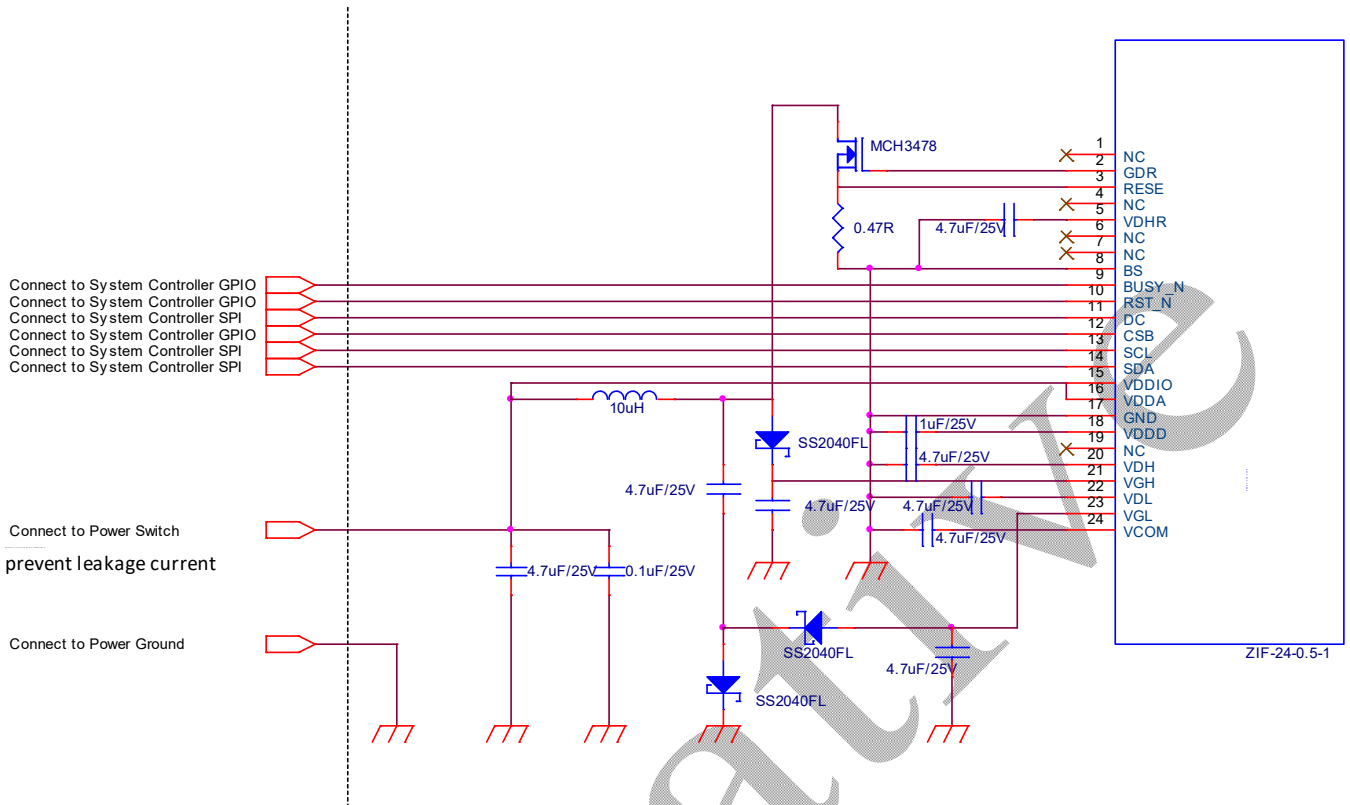 MCH3478
0.47R
4.7uF/25V
1
2
3
4
5
6
7
8
9
10
11
12
13
14
15
16
17
18
19
20
21
22
23
24
NC
GDR
RESE
NC
VDHR
NC
NC
BS
BUSY_N
RST_N
DC
CSB
SCL
SDA
VDDIO
VDDA
GND
VDDD
NC
VDH
VGH
VDL
VGL
VCOM
Connect to System Controller GPIO
Connect to System Controller GPIO
Connect to System Controller SPI
Connect to System Controller GPIO
Connect to System Controller SPI
Connect to System Controller SPI
10uH
1uF/25V
SS2040FL
4.7uF/25V
4.7uF/25V
4.7uF/25V
4.7uF/25V
4.7uF/25V
Connect to Power Switch
prevent leakage current
4.7uF/25V
0.1uF/25V
Connect to Power Ground
SS2040FL
4.7uF/25V
SS2040FL
ZIF-24-0.5-1
ative